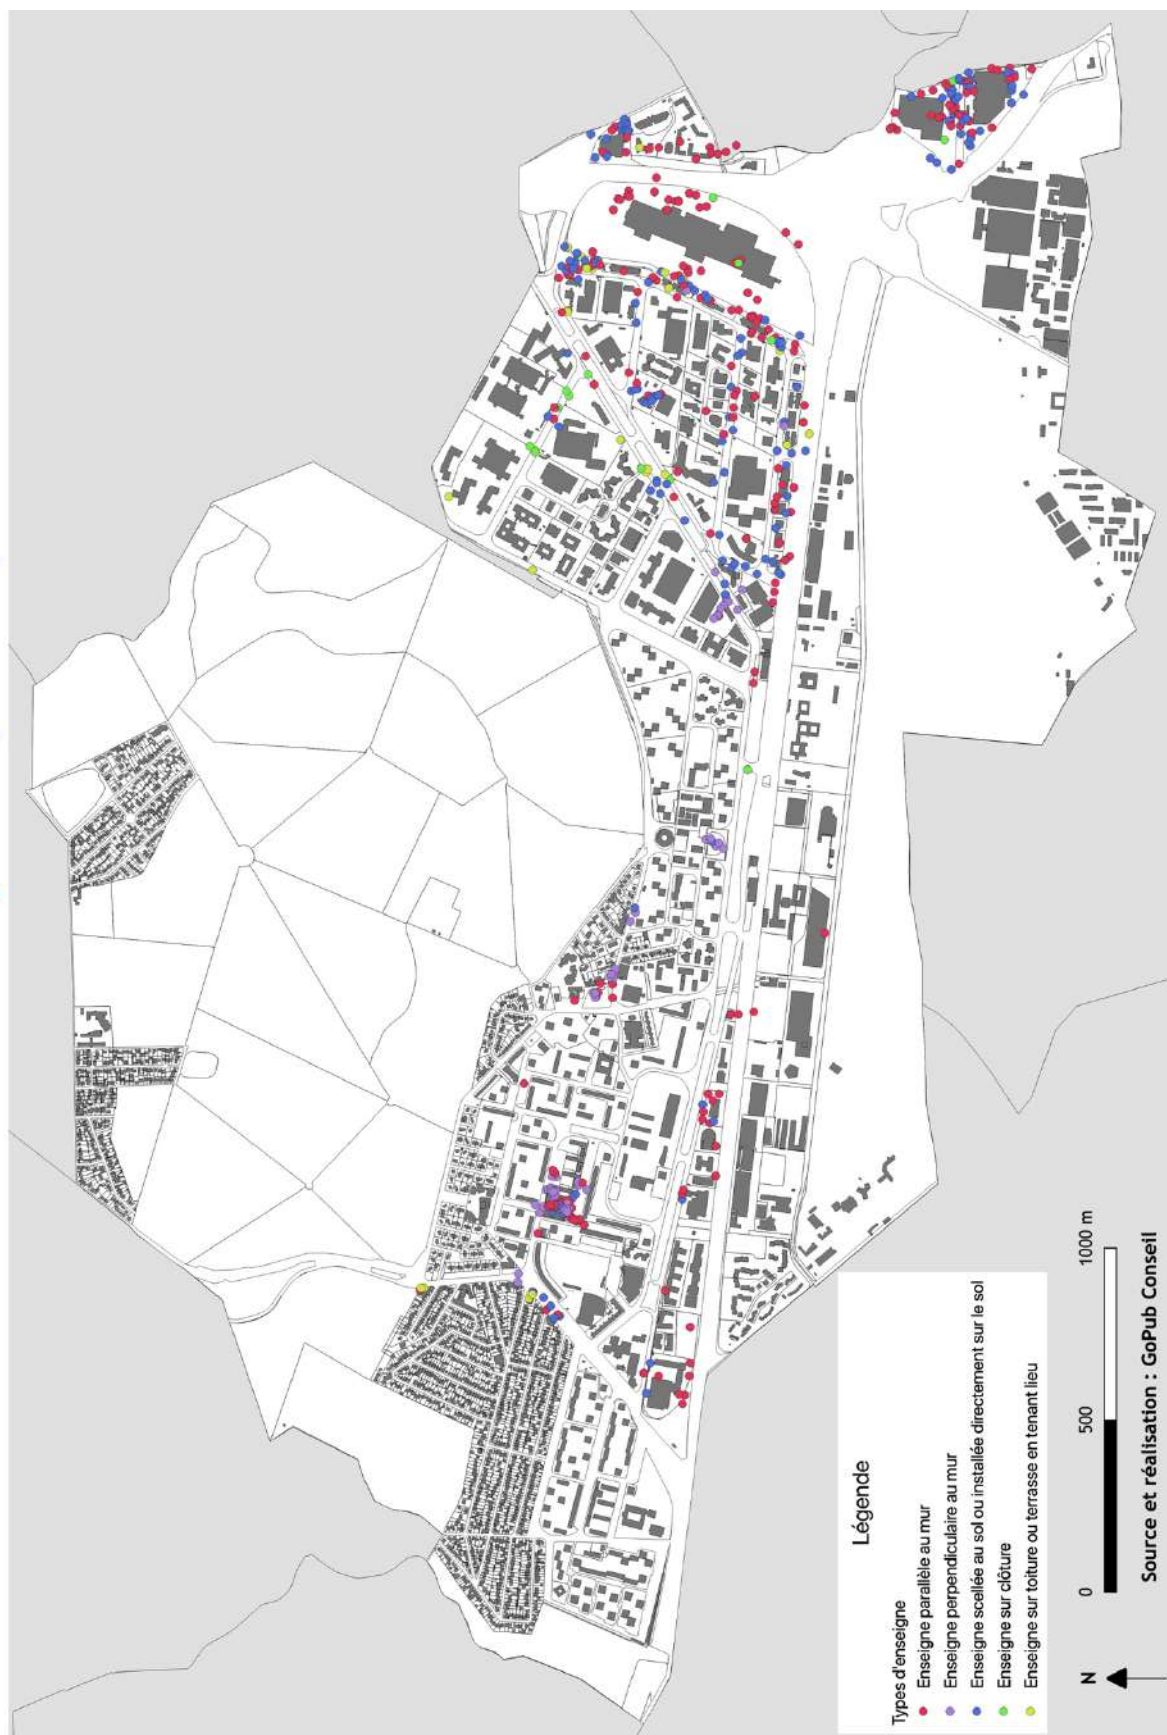 Légende
Types d'enseigne
Enseigne parallèle au mur
Enseigne perpendiculaire au mur
Enseigne scellée au sol ou installée directement sur le sol
Enseigne sur clôture
Enseigne sur toiture ou terrasse en tenant lieu
N
0 500 1000 m
Source et réalisation : GoPub Conseil